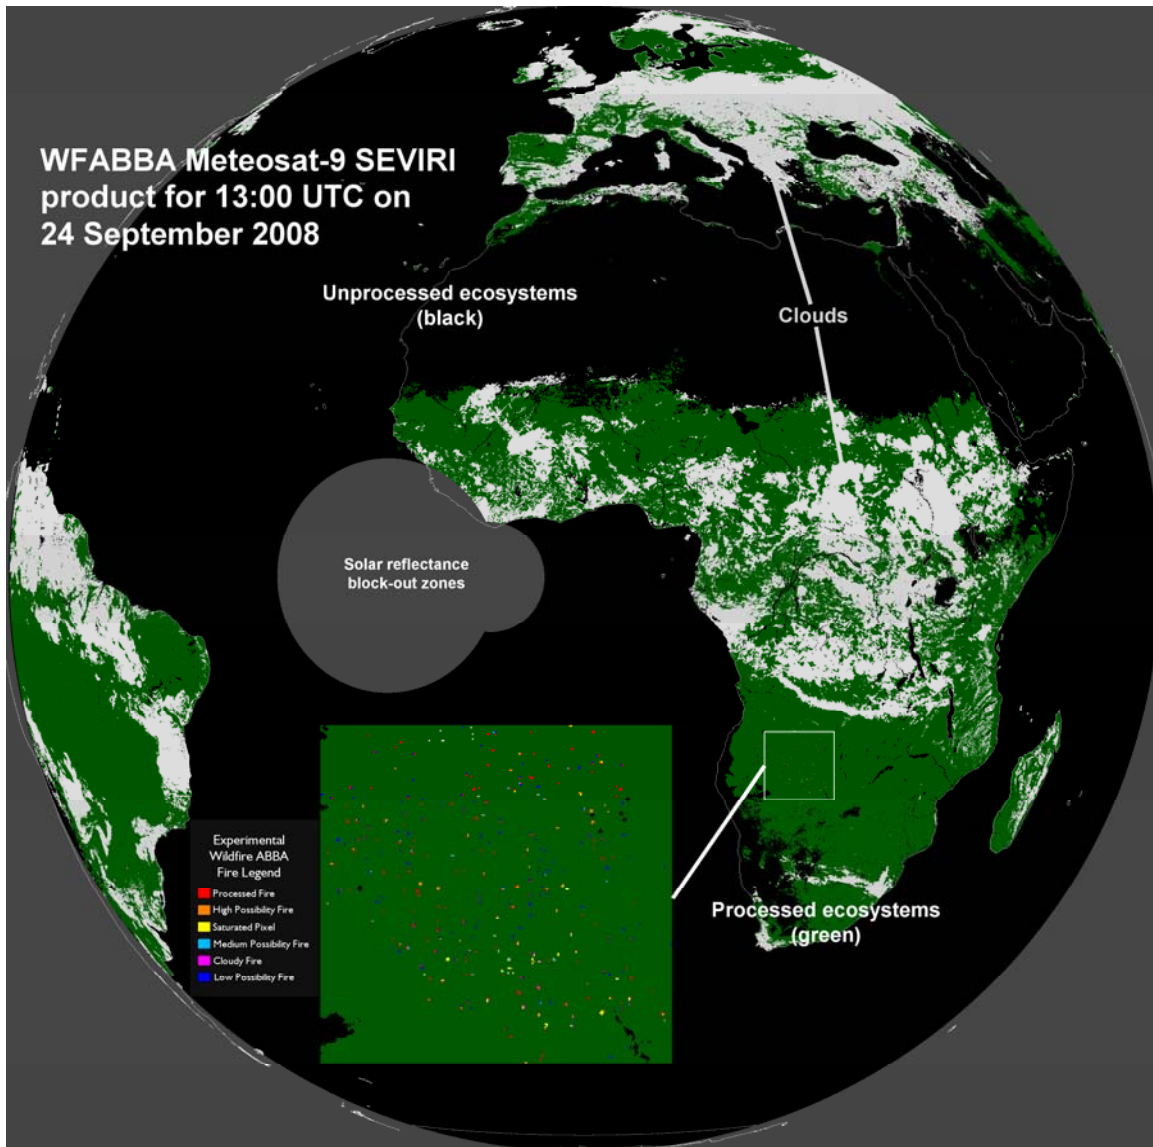 WFABBA Meteosat-9 SEVIRI
product for 13:00 UTC on
24 September 2008
Unprocessed ecosystems
(black)
Clouds
Solar reflectance
block-out zones
Experimental
Wildfire ABBA
Fire Legend
Processed Fire
High Possibility Fire
Saturated Pixel
Medium Possibility Fire
Cloudy Fire
Low Possibility Fire
Processed ecosystems
(green)